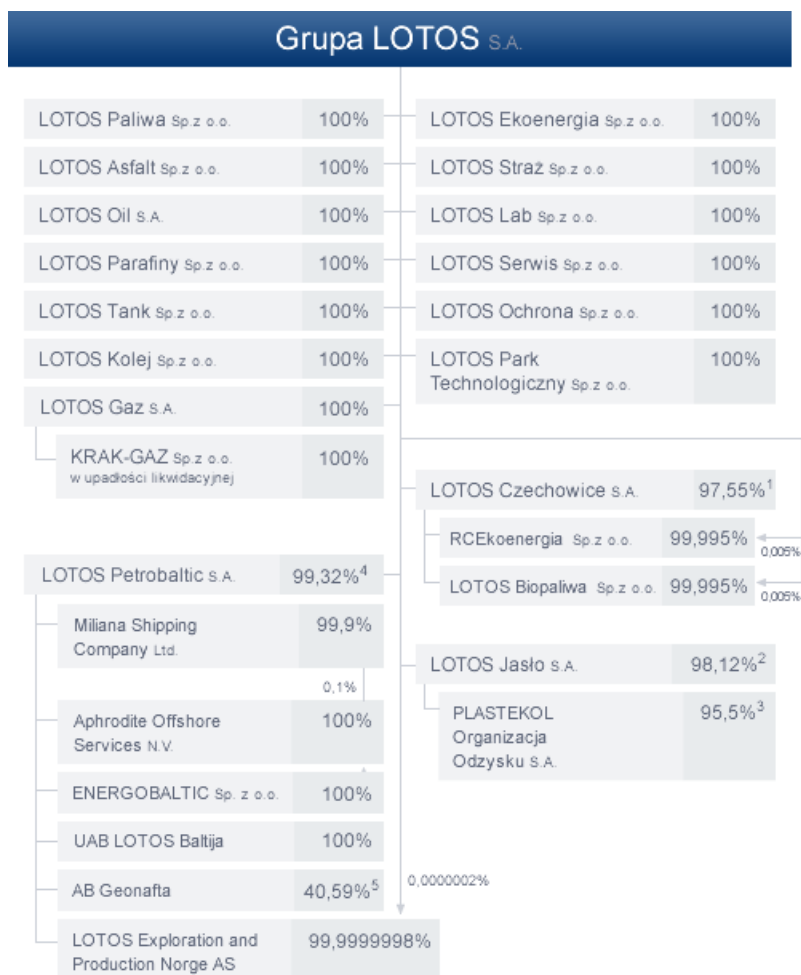 Grupa LOTOS S.A.
LOTOS Paliwa Sp.z o.o. 100%
LOTOS Asfalt Sp.z o.o. 100%
LOTOS Oil S.A. 100%
LOTOS Parafiny Sp.z o.o. 100%
LOTOS Tank Sp.z o.o. 100%
LOTOS Kolej Sp.z o.o. 100%
LOTOS Gaz S.A. 100%
KRAK-GAZ Sp.z o.o. 100%
w upadłości likwidacyjnej
LOTOS Petrobaltic S.A. 99,32%4
Miliana Shipping 99,9%
Company Ltd.
0,1%
Aphrodite Offshore 100%
Services N.V.
ENERGOBALTIC Sp. z o.o. 100%
UAB LOTOS Baltija 100%
AB Geonafta 40,59%5
LOTOS Exploration and 99,9999998%
Production Norge AS
0,0000002%
LOTOS Ekoenergia Sp.z o.o. 100%
LOTOS Straż Sp.z o.o. 100%
LOTOS Lab Sp.z o.o. 100%
LOTOS Serwis Sp.z o.o. 100%
LOTOS Ochrona Sp.z o.o. 100%
LOTOS Park 100%
Technologiczny Sp.z o.o.
LOTOS Czechowice S.A. 97,55%1
RCEkoenergia Sp.z o.o. 99,995%
0,005%
LOTOS Biopaliwa Sp.z o.o. 99,995%
0,005%
LOTOS Jasło S.A. 98,12%2
PLASTEKOL 95,5%3
Organizacja
Odzysku S.A.